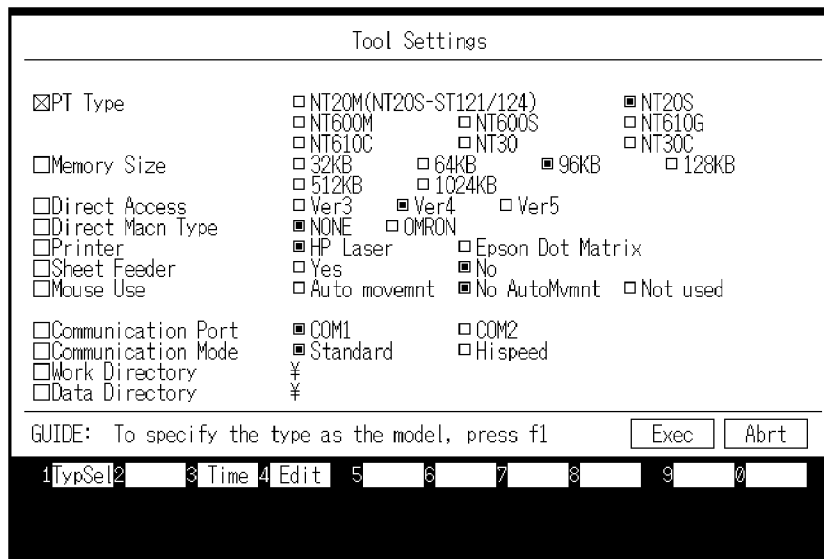 Tool Settings
☒PT Type □NT20M(NT20S-ST121/124) ▣NT20S
□NT600M □NT600S □NT610G
□NT610C □NT30 □NT30C
□Memory Size □32KB □64KB ▣96KB □128KB
□512KB □1024KB
□Direct Access □Ver3 ▣Ver4 □Ver5
□Direct Macn Type ▣NONE □OMRON
□Printer ▣HP Laser □Epson Dot Matrix
□Sheet Feeder □Yes ▣No
□Mouse Use □Auto movemnt ▣No AutoMvmnt □Not used
□Communication Port ▣COM1 □COM2
□Communication Mode ▣Standard □Hispeed
□Work Directory ¥
□Data Directory ¥
GUIDE: To specify the type as the model, press f1 Exec Abrt
1TypSel2 3 Time 4 Edit 5 6 7 8 9 0